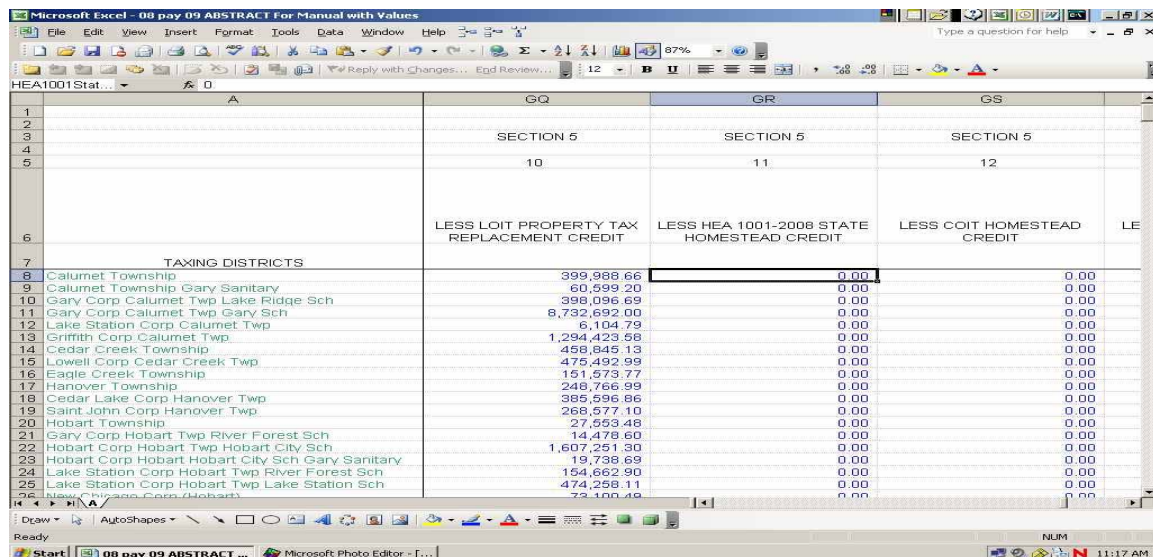 Microsoft Excel - 08 pay 09 ABSTRACT For Manual with Values
File Edit View Insert Format Tools Data Window Help
Type a question for help
87%
Reply with Changes... End Review... 12 B U
HEA1001Stat... fx 0
A GQ GR GS
1
2
3 SECTION 5 SECTION 5 SECTION 5
4
5 10 11 12
LESS LOIT PROPERTY TAX LESS HEA 1001-2008 STATE LESS COIT HOMESTEAD LE
6 REPLACEMENT CREDIT HOMESTEAD CREDIT CREDIT
7 TAXING DISTRICTS
8 Calumet Township 399,988.66 0.00 0.00
9 Calumet Township Gary Sanitary 60,599.20 0.00 0.00
10 Gary Corp Calumet Twp Lake Ridge Sch 398,096.69 0.00 0.00
11 Gary Corp Calumet Twp Gary Sch 8,732,692.00 0.00 0.00
12 Lake Station Corp Calumet Twp 6,104.79 0.00 0.00
13 Griffith Corp Calumet Twp 1,294,423.58 0.00 0.00
14 Cedar Creek Township 458,845.13 0.00 0.00
15 Lowell Corp Cedar Creek Twp 475,492.99 0.00 0.00
16 Eagle Creek Township 151,573.77 0.00 0.00
17 Hanover Township 248,766.99 0.00 0.00
18 Cedar Lake Corp Hanover Twp 385,596.86 0.00 0.00
19 Saint John Corp Hanover Twp 268,577.10 0.00 0.00
20 Hobart Township 27,553.48 0.00 0.00
21 Gary Corp Hobart Twp River Forest Sch 14,478.60 0.00 0.00
22 Hobart Corp Hobart Twp Hobart City Sch 1,607,251.30 0.00 0.00
23 Hobart Corp Hobart Hobart City Sch Gary Sanitary 19,738.69 0.00 0.00
24 Lake Station Corp Hobart Twp River Forest Sch 154,662.90 0.00 0.00
25 Lake Station Corp Hobart Twp Lake Station Sch 474,258.11 0.00 0.00
26 New Chicago Corp (Hobart) 73,100.49 0.00 0.00
A
Draw AutoShapes
Ready NUM
Start 08 pay 09 ABSTRACT ... Microsoft Photo Editor - [... N 11:17 AM